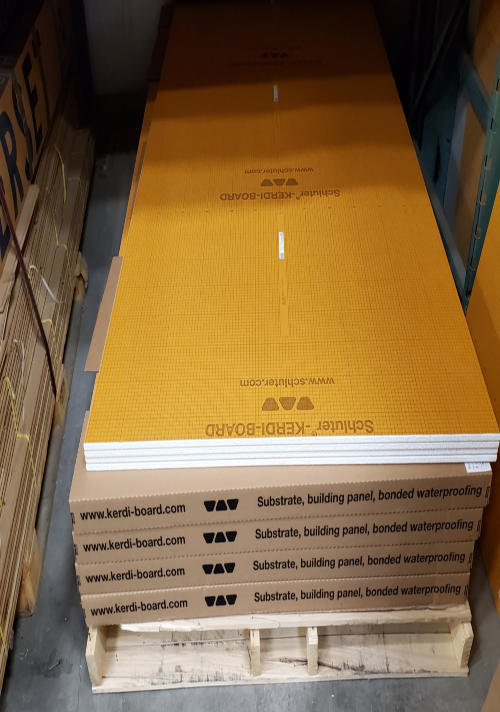 www.schluter.com
Schluter®-KERDI-BOARD
www.schluter.com
Schluter®-KERDI-BOARD
www.kerdi-board.com Substrate, building panel, bonded waterproofing
www.kerdi-board.com Substrate, building panel, bonded waterproofing
www.kerdi-board.com Substrate, building panel, bonded waterproofing
www.kerdi-board.com Substrate, building panel, bonded waterproofing